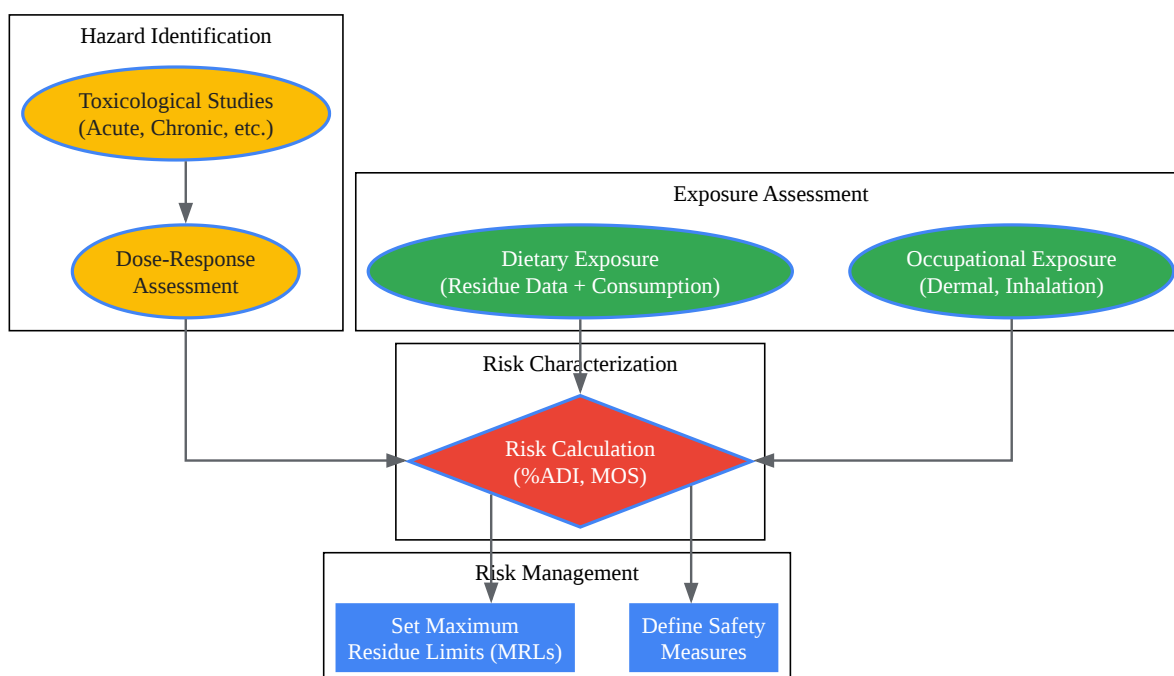 Hazard Identification
Toxicological Studies
(Acute, Chronic, etc.)
Dose-Response
Assessment
Exposure Assessment
Dietary Exposure
(Residue Data + Consumption)
Occupational Exposure
(Dermal, Inhalation)
Risk Characterization
Risk Calculation
(%ADI, MOS)
Risk Management
Set Maximum
Residue Limits (MRLs)
Define Safety
Measures